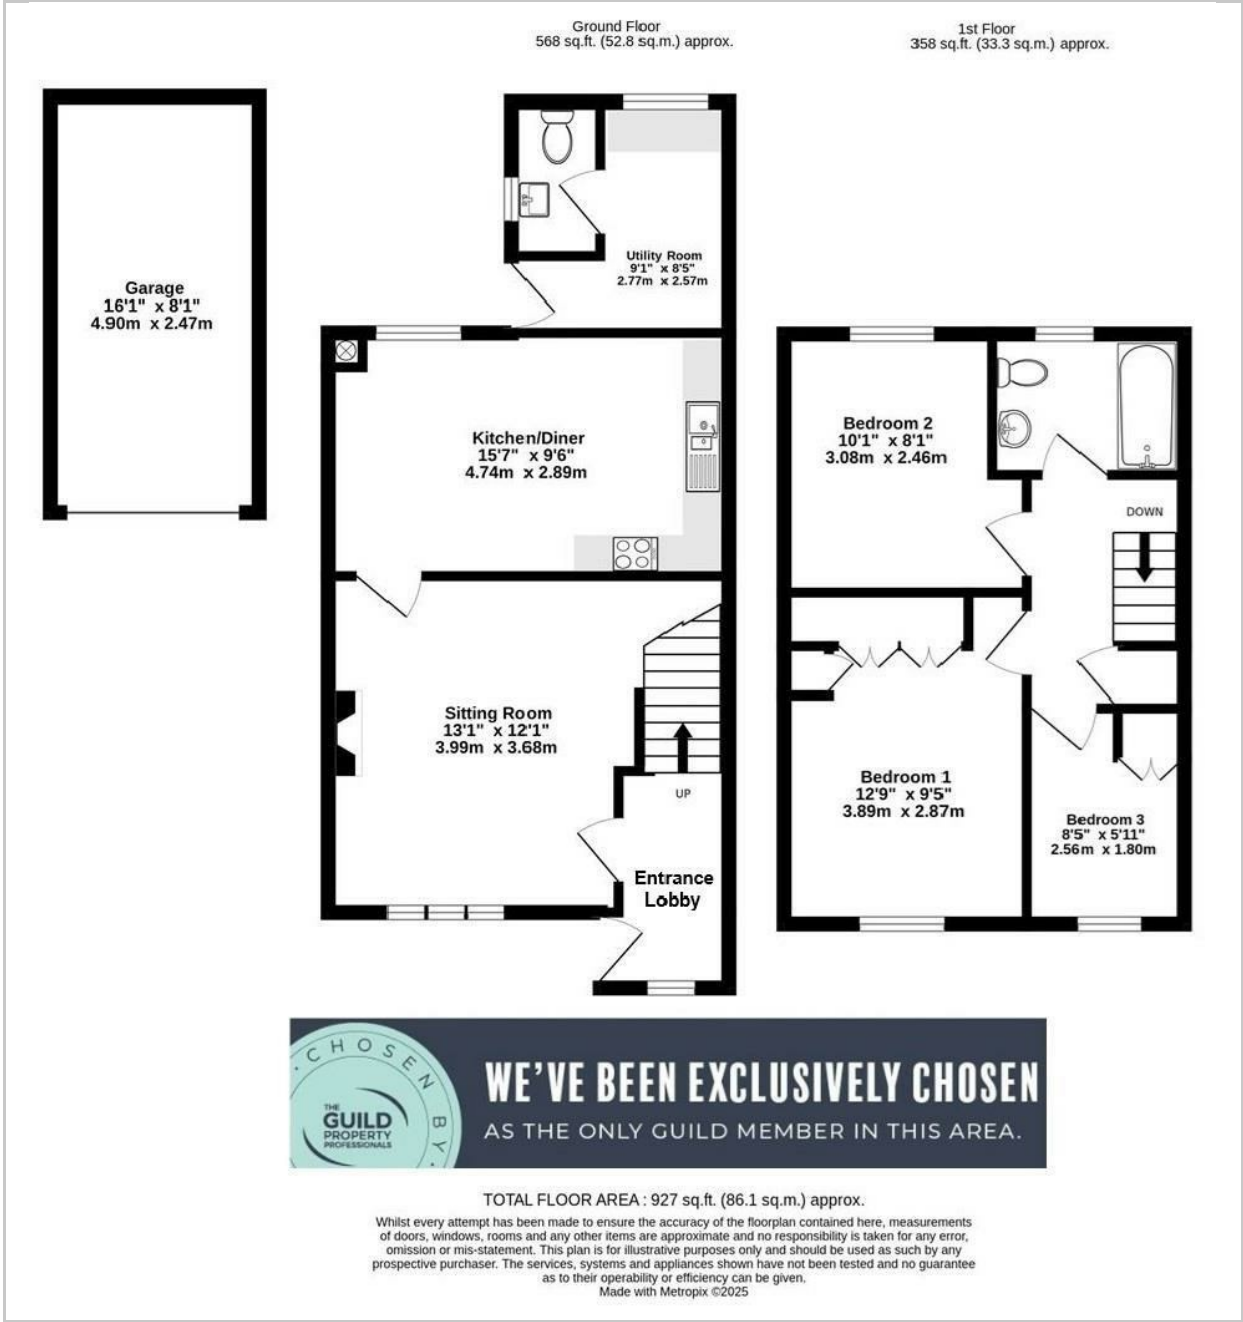 Ground Floor
568 sq.ft. (52.8 sq.m.) approx.
1st Floor
358 sq.ft. (33.3 sq.m.) approx.
Garage
16'1" x 8'1"
4.90m x 2.47m
Utility Room
9'1" x 8'5"
2.77m x 2.57m
Kitchen/Diner
15'7" x 9'6"
4.74m x 2.89m
Sitting Room
13'1" x 12'1"
3.99m x 3.68m
UP
Entrance
Lobby
Bedroom 2
10'1" x 8'1"
3.08m x 2.46m
DOWN
Bedroom 1
12'9" x 9'5"
3.89m x 2.87m
Bedroom 3
8'5" x 5'11"
2.56m x 1.80m
· CHOSEN BY ·
THE
GUILD
PROPERTY
PROFESSIONALS
WE'VE BEEN EXCLUSIVELY CHOSEN
AS THE ONLY GUILD MEMBER IN THIS AREA.
TOTAL FLOOR AREA : 927 sq.ft. (86.1 sq.m.) approx.
Whilst every attempt has been made to ensure the accuracy of the floorplan contained here, measurements
of doors, windows, rooms and any other items are approximate and no responsibility is taken for any error,
omission or mis-statement. This plan is for illustrative purposes only and should be used as such by any
prospective purchaser. The services, systems and appliances shown have not been tested and no guarantee
as to their operability or efficiency can be given.
Made with Metropix ©2025